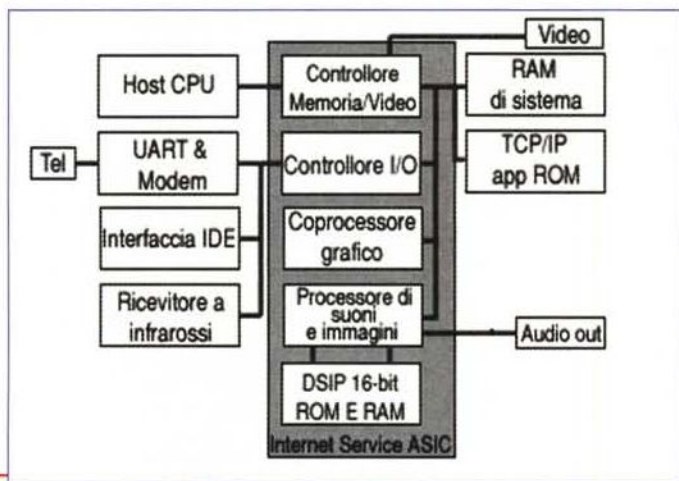 Video
Host CPU
Controllore
Memoria/Video
RAM
di sistema
Tel
UART &
Modem
Controllore I/O
TCP/IP
app ROM
Interfaccia IDE
Coprocessore
grafico
Ricevitore a
infrarossi
Processore di
suoni
e immagini
Audio out
DSIP 16-bit
ROM E RAM
Internet Service ASIC